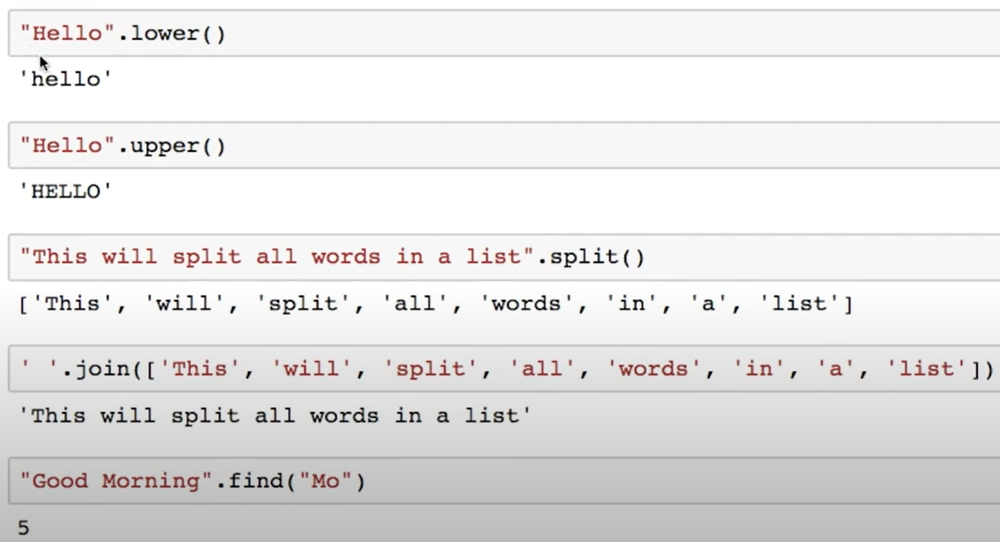 "Hello".lower()
'hello'
"Hello".upper()
'HELLO'
"This will split all words in a list".split()
['This', 'will', 'split', 'all', 'words', 'in', 'a', 'list']
' '.join(['This', 'will', 'split', 'all', 'words', 'in', 'a', 'list'])
'This will split all words in a list'
"Good Morning".find("Mo")
5